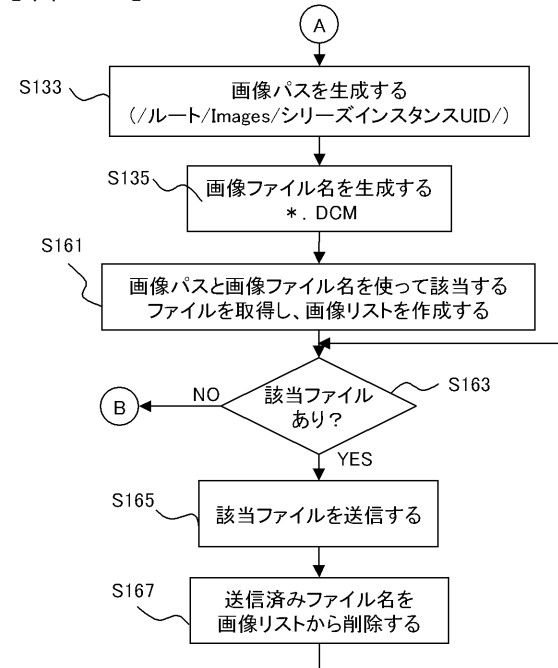 A
S133
画像パスを生成する
(/ルート/Images/シリーズインスタンスUID/)
S135
画像ファイル名を生成する
*. DCM
S161
画像パスと画像ファイル名を使って該当する
ファイルを取得し、画像リストを作成する
S163
該当ファイル
あり?
NO
B
YES
S165
該当ファイルを送信する
S167
送信済みファイル名を
画像リストから削除する